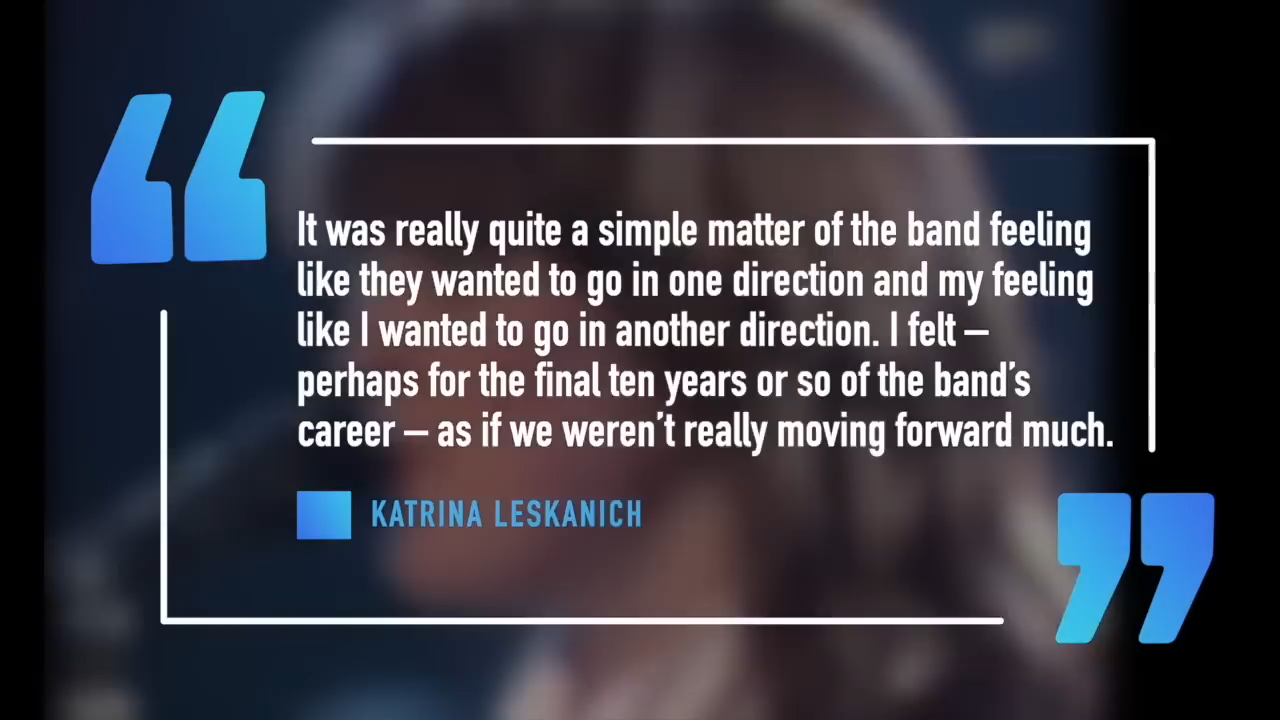 It was really quite a simple matter of the band feeling
like they wanted to go in one direction and my feeling
like I wanted to go in another direction. I felt –
perhaps for the final ten years or so of the band’s
career – as if we weren’t really moving forward much.
KATRINA LESKANICH